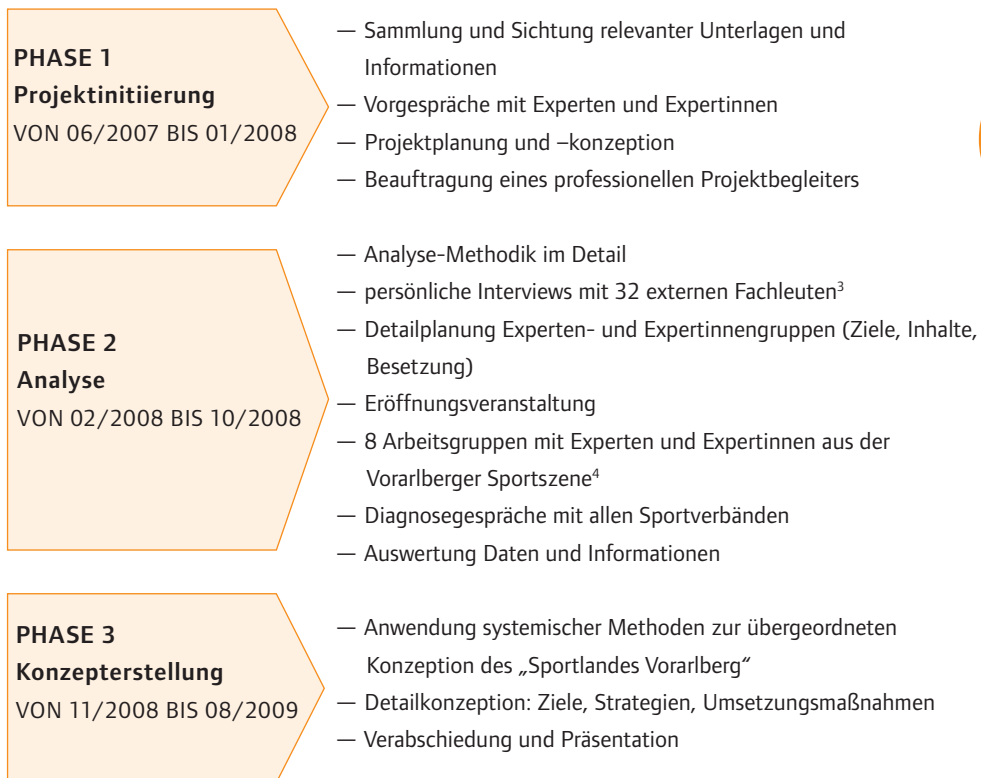 PHASE 1
Projektinitiierung
VON 06/2007 BIS 01/2008
— Sammlung und Sichtung relevanter Unterlagen und
Informationen
— Vorgespräche mit Experten und Expertinnen
— Projektplanung und –konzeption
— Beauftragung eines professionellen Projektbegleiters
PHASE 2
Analyse
VON 02/2008 BIS 10/2008
— Analyse-Methodik im Detail
— persönliche Interviews mit 32 externen Fachleuten³
— Detailplanung Experten- und Expertinnengruppen (Ziele, Inhalte,
Besetzung)
— Eröffnungsveranstaltung
— 8 Arbeitsgruppen mit Experten und Expertinnen aus der
Vorarlberger Sportszene⁴
— Diagnosegespräche mit allen Sportverbänden
— Auswertung Daten und Informationen
PHASE 3
Konzepterstellung
VON 11/2008 BIS 08/2009
— Anwendung systemischer Methoden zur übergeordneten
Konzeption des „Sportlandes Vorarlberg“
— Detailkonzeption: Ziele, Strategien, Umsetzungsmaßnahmen
— Verabschiedung und Präsentation